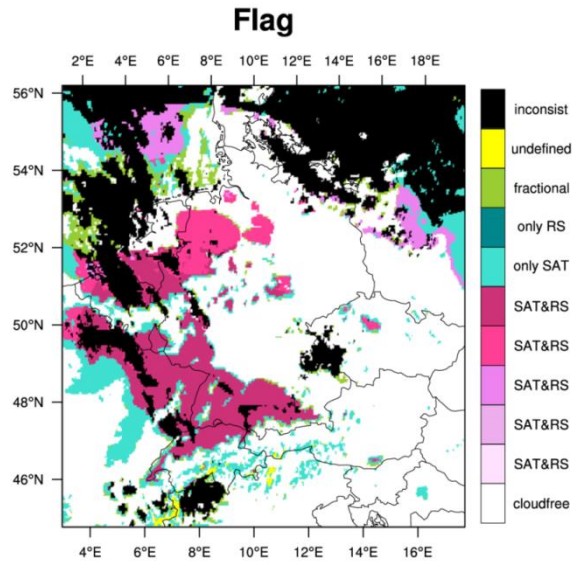 Flag
2°E 4°E 6°E 8°E 10°E 13°E 14°E 16°E 18°E
56°N
54°N
52°N
50°N
48°N
46°N
4°E 6°E 8°E 10°E 12°E 14°E 16°E
inconsist
undefined
fractional
only RS
only SAT
SAT&RS
SAT&RS
SAT&RS
SAT&RS
SAT&RS
cloudfree